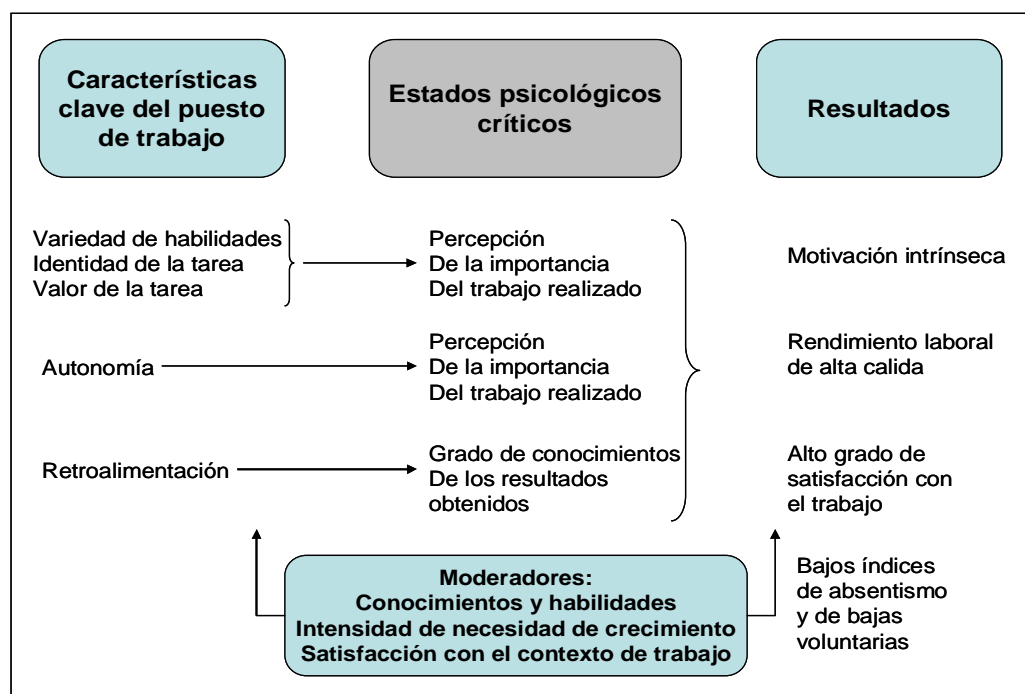 Características
clave del puesto
de trabajo
Estados psicológicos
críticos
Resultados
Variedad de habilidades
Identidad de la tarea
Valor de la tarea
Percepción
De la importancia
Del trabajo realizado
Motivación intrínseca
Autonomía
Percepción
De la importancia
Del trabajo realizado
Rendimiento laboral
de alta calida
Retroalimentación
Grado de conocimientos
De los resultados
obtenidos
Alto grado de
satisfacción con
el trabajo
Moderadores:
Conocimientos y habilidades
Intensidad de necesidad de crecimiento
Satisfacción con el contexto de trabajo
Bajos índices
de absentismo
y de bajas
voluntarias